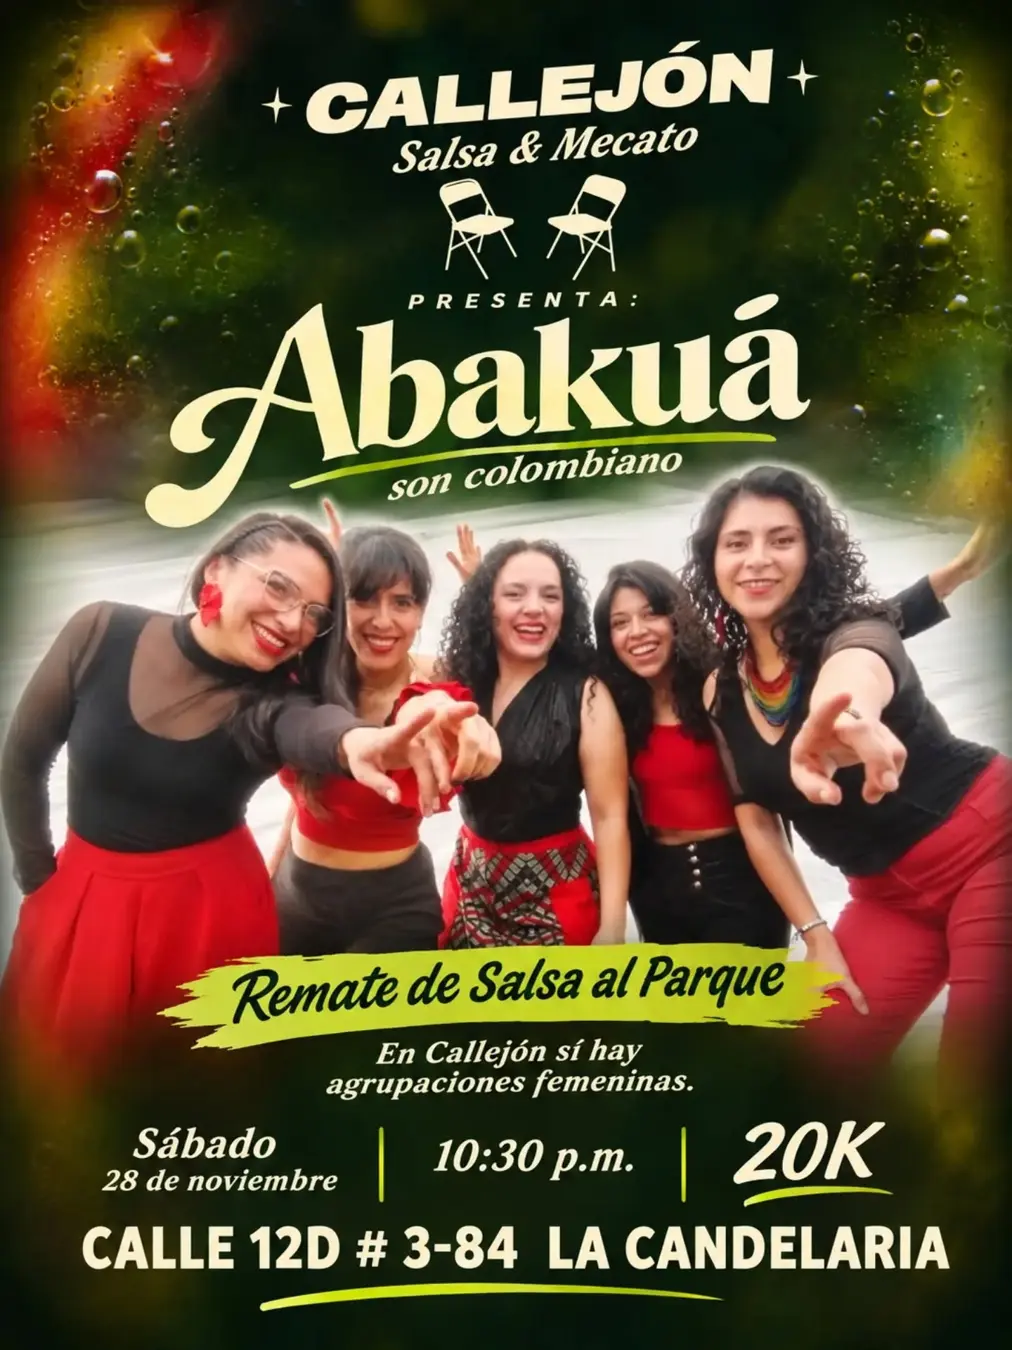 CALLEJÓN
Salsa & Mecato
PRESENTA:
Abakuá
son colombiano
Remate de Salsa al Parque
En Callejón sí hay
agrupaciones femeninas.
Sábado
28 de noviembre
10:30 p.m.
20K
CALLE 12D # 3-84 LA CANDELARIA